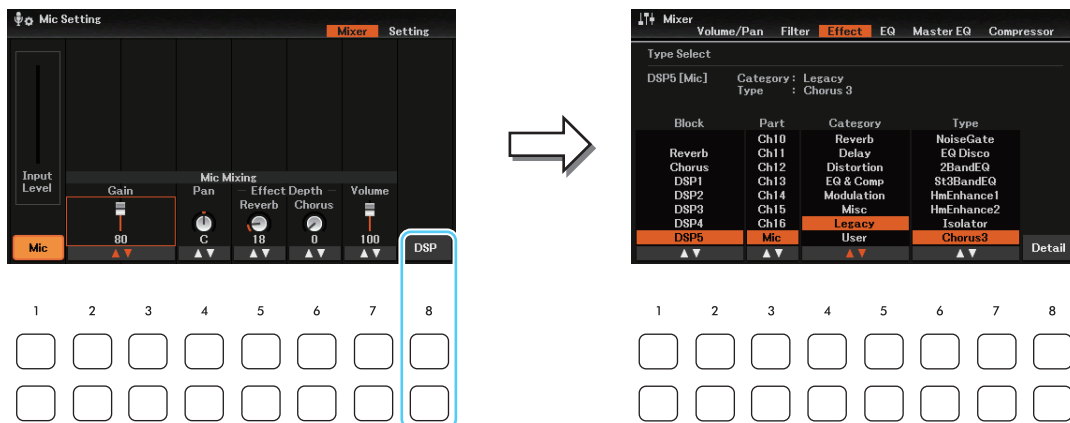 Mic Setting
Mixer Setting
Input
Level
Mic Mixing
Gain Pan Effect Depth Volume
Reverb Chorus
80 C 18 0 100
Mic DSP
1 2 3 4 5 6 7 8
Mixer
Volume/Pan Filter Effect EQ Master EQ Compressor
Type Select
DSP5 [Mic] Category : Legacy
Type : Chorus 3
Block Part Category Type
Ch10 Reverb NoiseGate
Reverb Ch11 Delay EQ Disco
Chorus Ch12 Distortion 2BandEQ
DSP1 Ch13 EQ & Comp St3BandEQ
DSP2 Ch14 Modulation HmEnhance1
DSP3 Ch15 Misc HmEnhance2
DSP4 Ch16 Legacy Isolator
DSP5 Mic User Chorus3
Detail
1 2 3 4 5 6 7 8